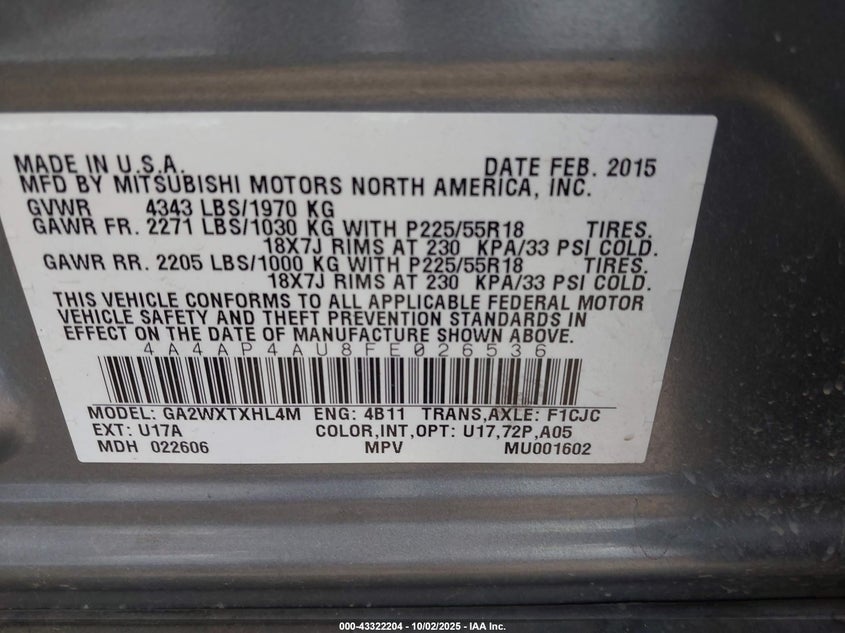 MADE IN U.S.A. DATE FEB. 2015
MFD BY MITSUBISHI MOTORS NORTH AMERICA, INC.
GVWR 4343 LBS/1970 KG
GAWR FR. 2271 LBS/1030 KG WITH P225/55R18 TIRES.
18X7J RIMS AT 230 KPA/33 PSI COLD.
GAWR RR. 2205 LBS/1000 KG WITH P225/55R18 TIRES.
18X7J RIMS AT 230 KPA/33 PSI COLD.
THIS VEHICLE CONFORMS TO ALL APPLICABLE FEDERAL MOTOR
VEHICLE SAFETY AND THEFT PREVENTION STANDARDS IN
EFFECT ON THE DATE OF MANUFACTURE SHOWN ABOVE.
4A4AP4AU8FE026536
MODEL: GA2WXTXHL4M ENG: 4B11 TRANS,AXLE: F1CJC
EXT: U17A COLOR,INT,OPT: U17,72P,A05
MDH 022606 MPV MU001602
000-43322204 - 10/02/2025 - IAA Inc.